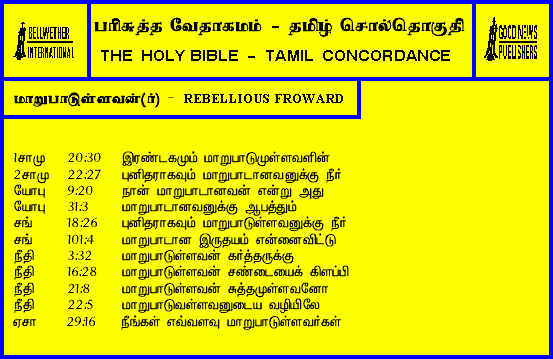 BELLWETHER
INTERNATIONAL
பரிசுத்த வேதாகமம் - தமிழ் சொல்தொகுதி
THE HOLY BIBLE - TAMIL CONCORDANCE
GOOD NEWS
PUBLISHERS
மாறுபாடுள்ளவன்(ர்) - REBELLIOUS FROWARD
1சாமு 20:30 இரண்டகமும் மாறுபாடுமுள்ளவளின்
2சாமு 22:27 புனிதராகவும் மாறுபாடானவனுக்கு நீர்
யோபு 9:20 நான் மாறுபாடானவன் என்று அது
யோபு 31:3 மாறுபாடானவனுக்கு ஆபத்தும்
சங் 18:26 புனிதராகவும் மாறுபாடுள்ளவனுக்கு நீர்
சங் 101:4 மாறுபாடான இருதயம் என்னைவிட்டு
நீதி 3:32 மாறுபாடுள்ளவன் கர்த்தருக்கு
நீதி 16:28 மாறுபாடுள்ளவன் சண்டையைக் கிளப்பி
நீதி 21:8 மாறுபாடுள்ளவன் சுத்தமுள்ளவனோ
நீதி 22:5 மாறுபாடுவள்ளவனுடைய வழியிலே
ஏசா 29:16 நீங்கள் எவ்வளவு மாறுபாடுள்ளவர்கள்